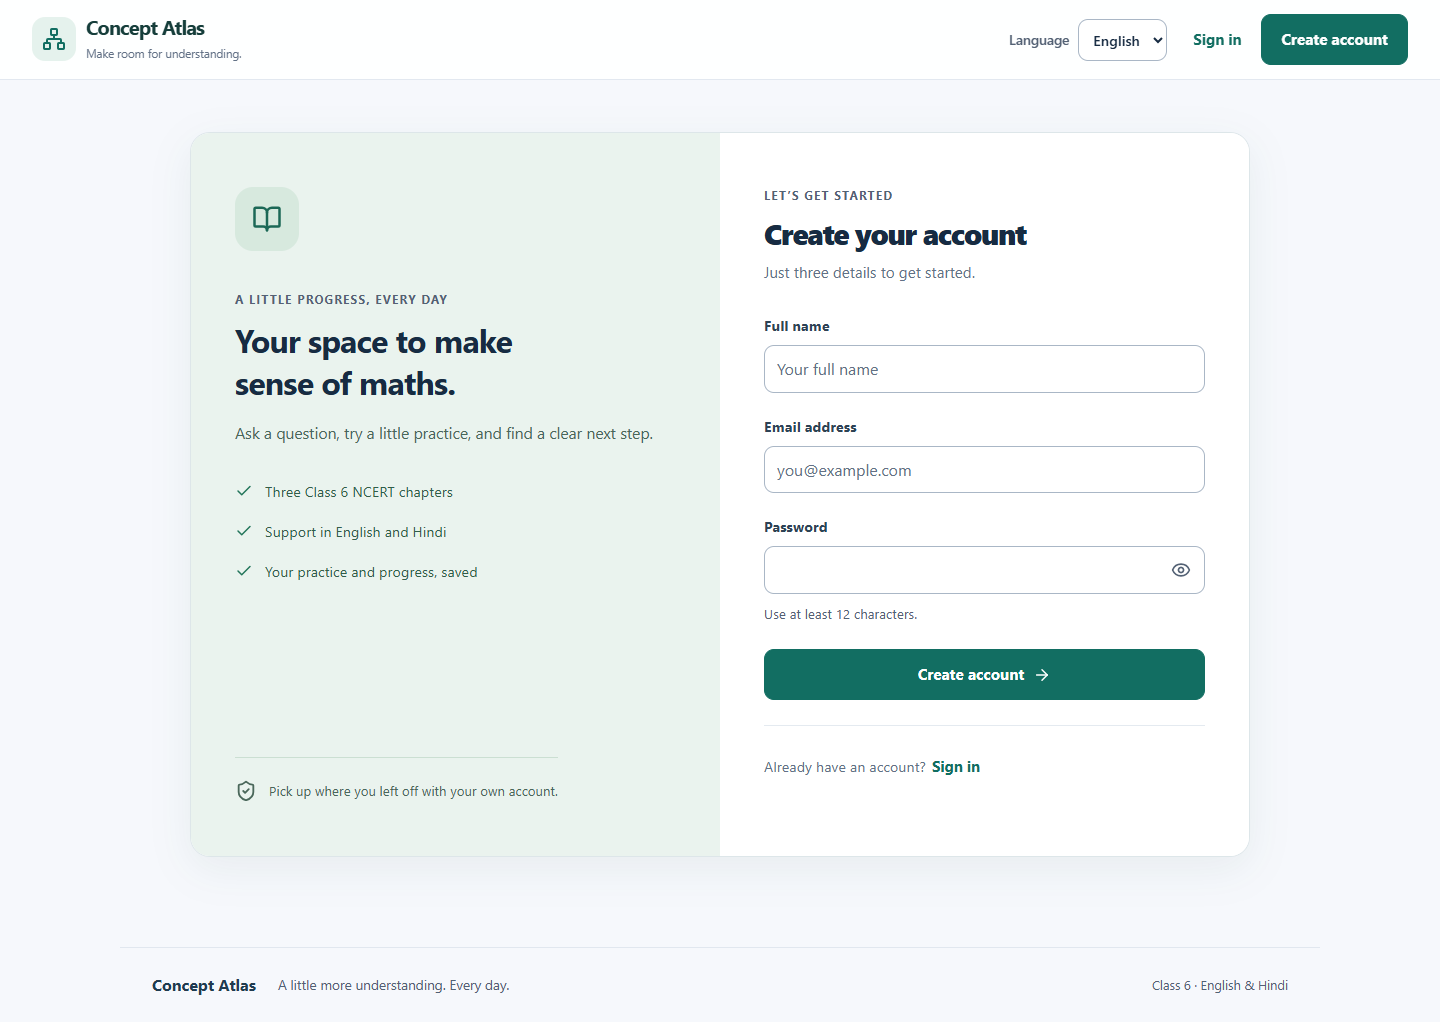 Concept Atlas
Make room for understanding.
Language
English
Sign in
Create account
A LITTLE PROGRESS, EVERY DAY
Your space to make
sense of maths.
Ask a question, try a little practice, and find a clear next step.
Three Class 6 NCERT chapters
Support in English and Hindi
Your practice and progress, saved
Pick up where you left off with your own account.
LET’S GET STARTED
Create your account
Just three details to get started.
Full name
Your full name
Email address
you@example.com
Password
Use at least 12 characters.
Create account →
Already have an account? Sign in
Concept Atlas
A little more understanding. Every day.
Class 6 · English & Hindi